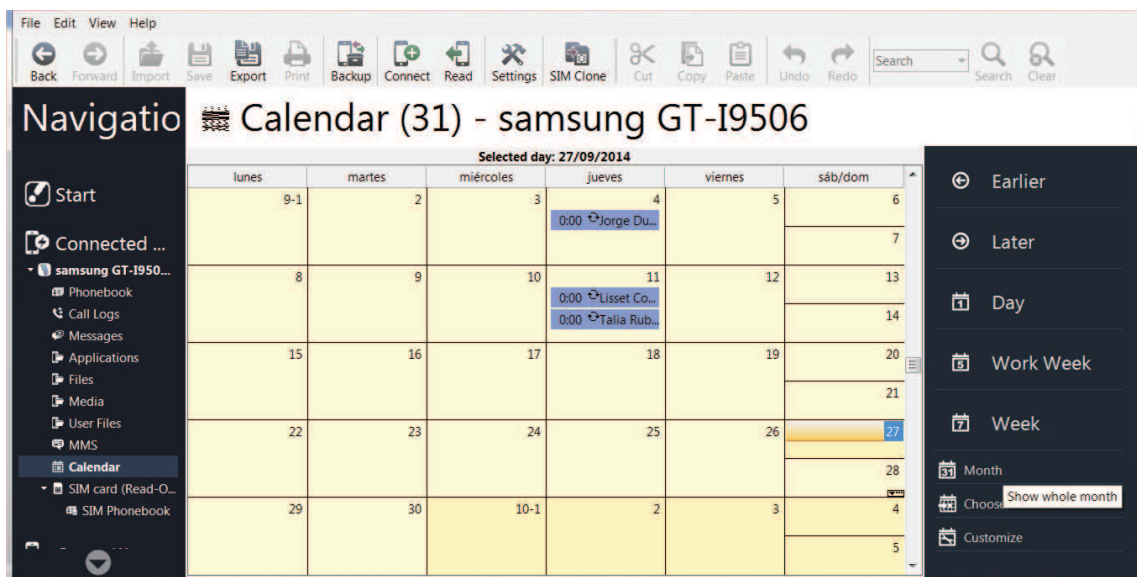 File Edit View Help
Back Forward Import Save Export Print Backup Connect Read Settings SIM Clone Cut Copy Paste Undo Redo Search Search Clear
Navigatio
Calendar (31) - samsung GT-I9506
Selected day: 27/09/2014
lunes martes miércoles jueves viernes sáb/dom
9-1 2 3 4 5 6
0:00 Jorge Du...
7
8 9 10 11 12 13
0:00 Lisset Co...
0:00 Talia Rub...
14
15 16 17 18 19 20
21
22 23 24 25 26 27
28
29 30 10-1 2 3 4
5
Start
Connected ...
samsung GT-I950...
Phonebook
Call Logs
Messages
Applications
Files
Media
User Files
MMS
Calendar
SIM card (Read-O...
SIM Phonebook
Earlier
Later
1 Day
5 Work Week
7 Week
31 Month
Choose
Show whole month
Customize